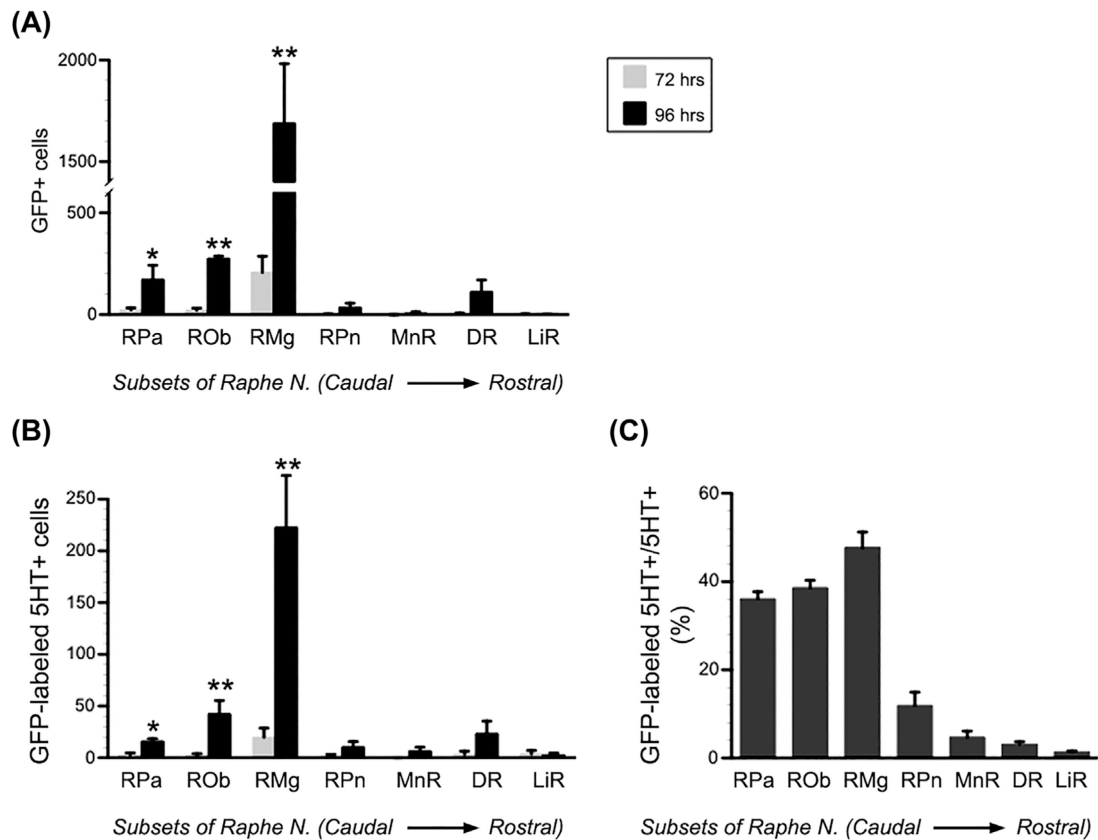 (A)
GFP+ cells
2000
1500
500
0
* ** **
72 hrs
96 hrs
RPa ROb RMg RPn MnR DR LiR
Subsets of Raphe N. (Caudal → Rostral)
(B)
GFP-labeled 5HT+ cells
250
200
150
100
50
0
* ** **
RPa ROb RMg RPn MnR DR LiR
Subsets of Raphe N. (Caudal → Rostral)
(C)
GFP-labeled 5HT+/5HT+
(%)
60
40
20
0
RPa ROb RMg RPn MnR DR LiR
Subsets of Raphe N. (Caudal → Rostral)